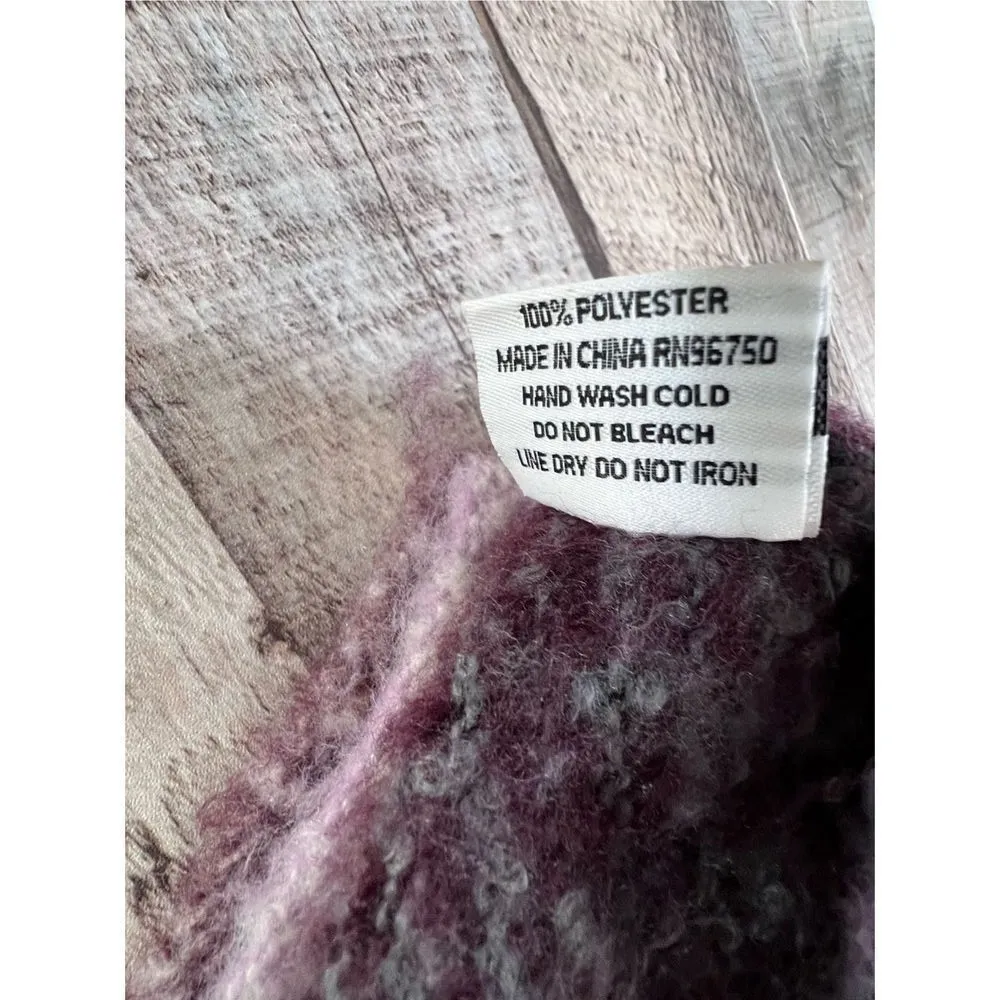 100% POLYESTER
MADE IN CHINA RN96750
HAND WASH COLD
DO NOT BLEACH
LINE DRY DO NOT IRON